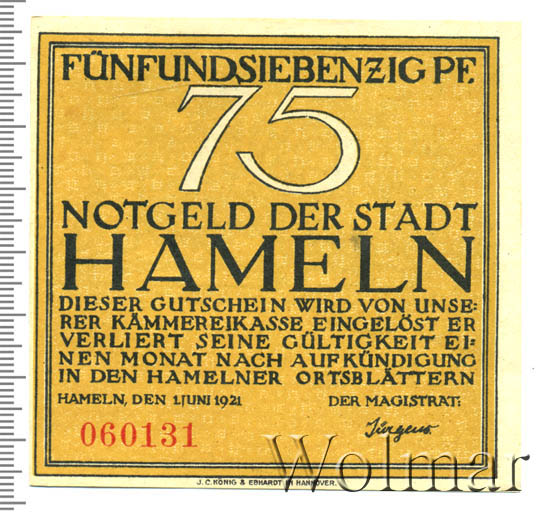 FÜNFUNDSIEBENZIG PF.
75
NOTGELD DER STADT
HAMELN
DIESER GUTSCHEIN WIRD VON UNSE-
RER KÄMMEREIKASSE EINGELÖST ER
VERLIERT SEINE GÜLTIGKEIT EI-
NEN MONAT NACH AUFKÜNDIGUNG
IN DEN HAMELNER ORTSBLÄTTERN
HAMELN, DEN 1.JUNI 1921 DER MAGISTRAT:
060131 Jürgens.
Wolmar
J. C. KÖNIG & EBHARDT IN HANNOVER.